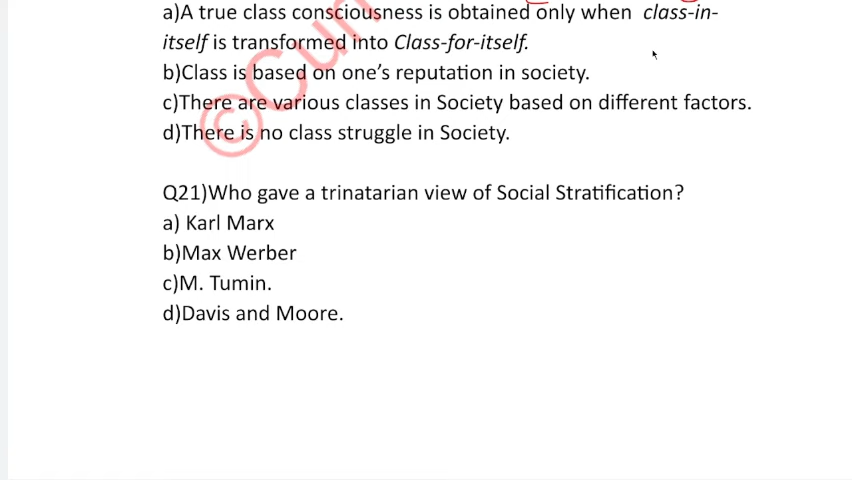 a)A true class consciousness is obtained only when class-in-
itself is transformed into Class-for-itself.
b)Class is based on one's reputation in society.
c)There are various classes in Society based on different factors.
d)There is no class struggle in Society.
Q21)Who gave a trinatarian view of Social Stratification?
a) Karl Marx
b)Max Werber
c)M. Tumin.
d)Davis and Moore.